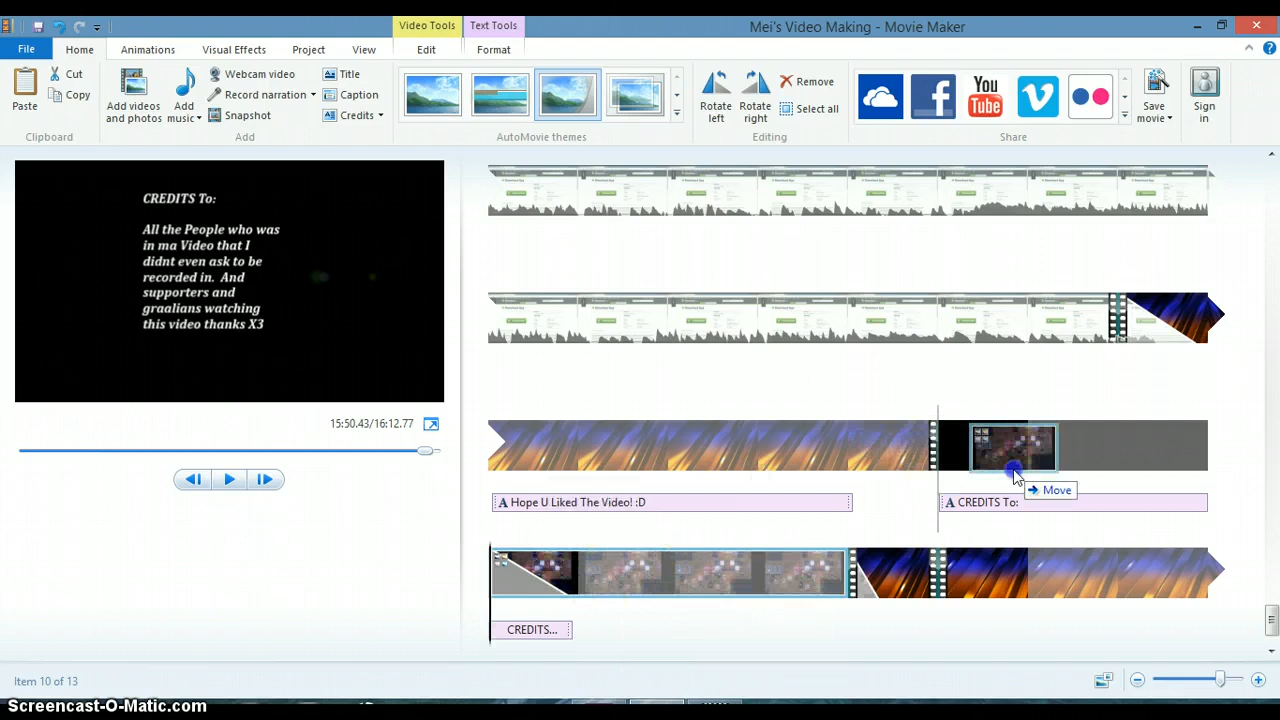 Video Tools
Text Tools
Mei's Video Making - Movie Maker
File
Home
Animations
Visual Effects
Project
View
Edit
Format
Paste
Cut
Copy
Clipboard
Add videos
and photos
Add
music
Webcam video
Record narration
Snapshot
Title
Caption
Credits
Add
AutoMovie themes
Rotate
left
Rotate
right
Remove
Select all
Editing
You
Tube
Share
Save
movie
Sign
in
CREDITS To:
All the People who was
in ma Video that I
didnt even ask to be
recorded in. And
supporters and
graciians watching
this video thanks X3
15:50.43/16:12.77
Move
A Hope U Liked The Video! :D
A CREDITS To:
CREDITS...
Item 10 of 13
Screencast-O-Matic.com